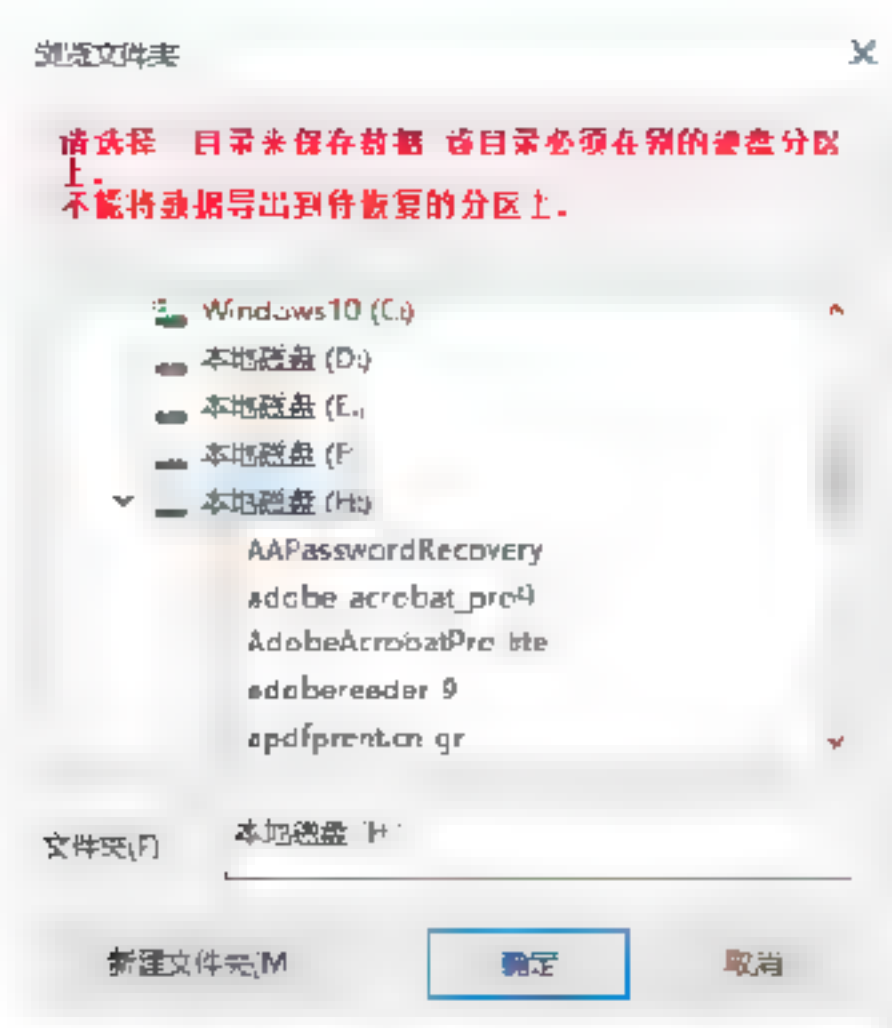 浏览文件夹
请选择 目录来保存数据 该目录必须在别的硬盘分区
上.
不能将数据导出到待恢复的分区上.
Windows10 (C:)
本地磁盘 (D:)
本地磁盘 (E:
本地磁盘 (F
本地磁盘 (H:)
AAPasswordRecovery
adobe acrobat_pro9
AdobeAcrobatPro
adobereader 9
文件夹(F)
本地磁盘 (H
新建文件夹(M
确定
取消